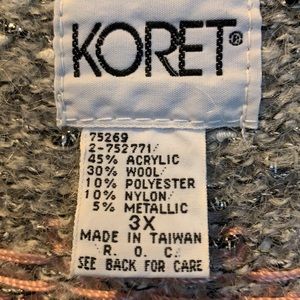 KORET®
75269
2-752771
45% ACRYLIC
30% WOOL
10% POLYESTER
10% NYLON
5% METALLIC
3X
MADE IN TAIWAN
R. O. C.
SEE BACK FOR CARE